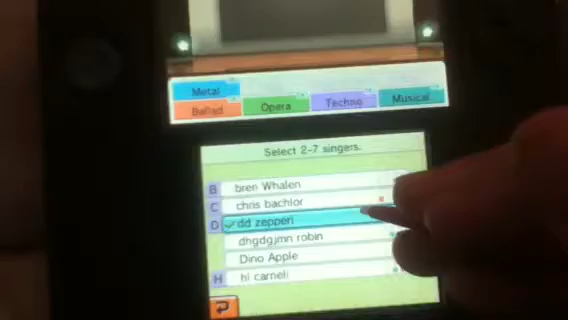 Metal
Ballad Opera Techno Musical
Select 2-7 singers.
B bren Whalen
C chris bachlor
D dd zeppeñ
dhgdgjmn robin
Dino Apple
H hi carneli